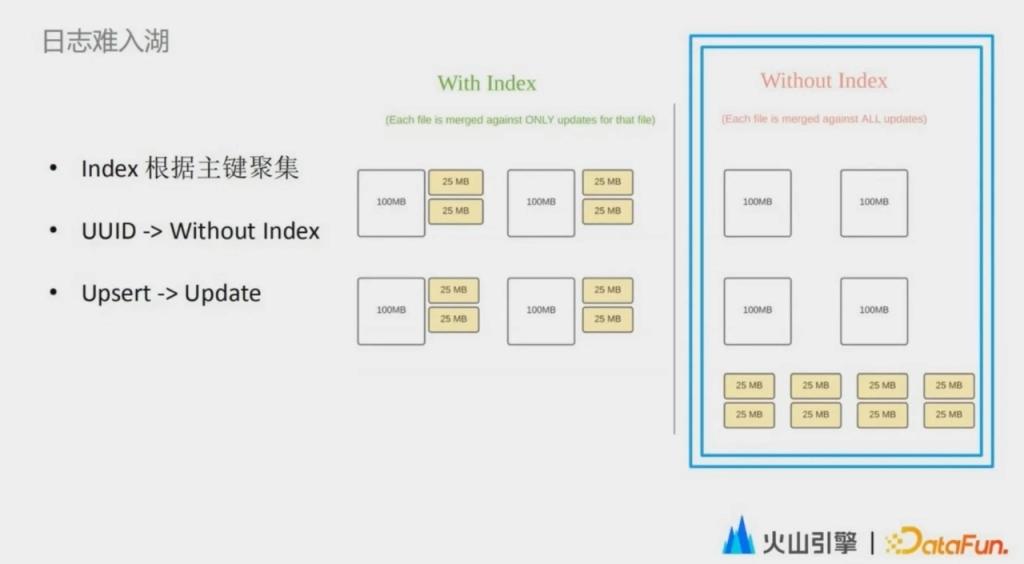 日志难入湖
With Index
(Each file is merged against ONLY updates for that file)
Without Index
(Each file is merged against ALL updates)
• Index 根据主键聚集
• UUID -> Without Index
• Upsert -> Update
100MB
25 MB
25 MB
100MB
25 MB
25 MB
100MB
25 MB
25 MB
100MB
25 MB
25 MB
100MB
100MB
100MB
100MB
25 MB
25 MB
25 MB
25 MB
25 MB
25 MB
25 MB
25 MB
火山引擎 | DataFun.